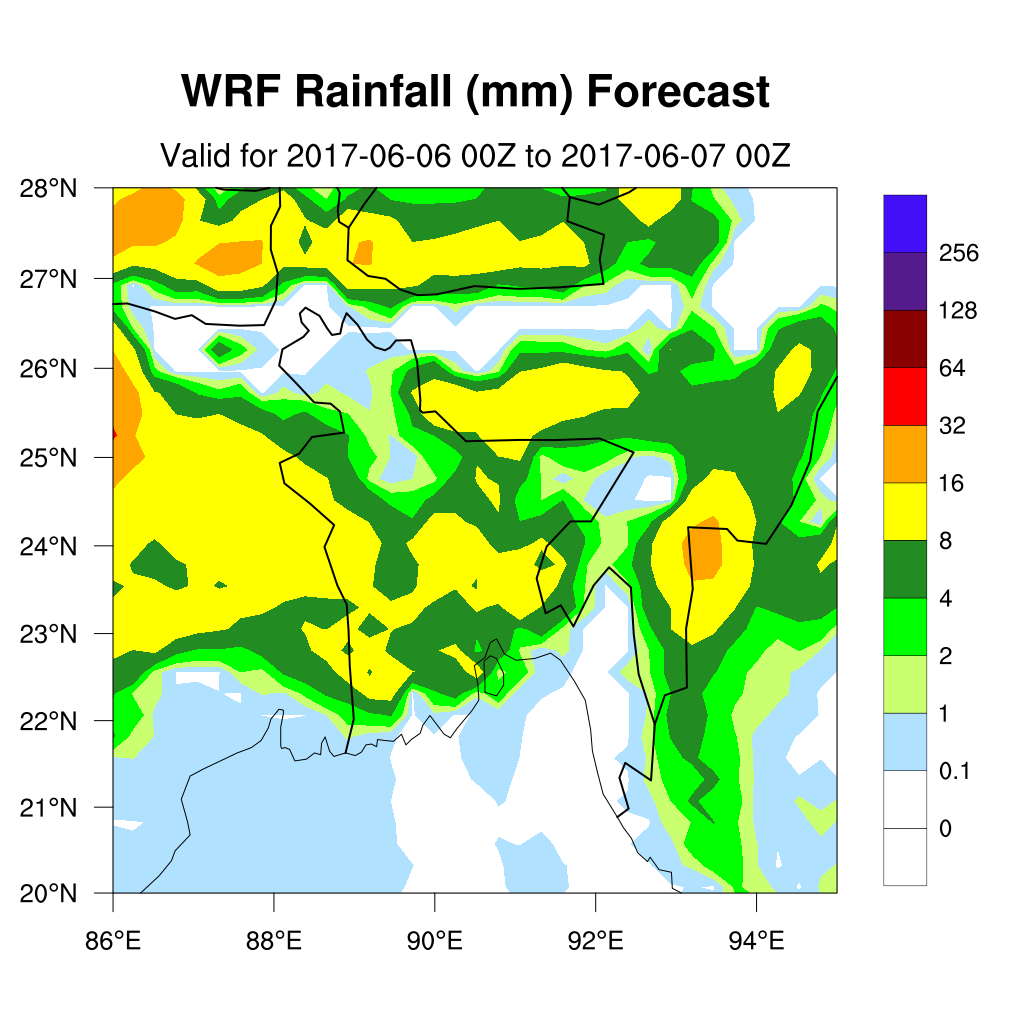 WRF Rainfall (mm) Forecast
Valid for 2017-06-06 00Z to 2017-06-07 00Z
28°N
27°N
26°N
25°N
24°N
23°N
22°N
21°N
20°N
86°E 88°E 90°E 92°E 94°E
256
128
64
32
16
8
4
2
1
0.1
0